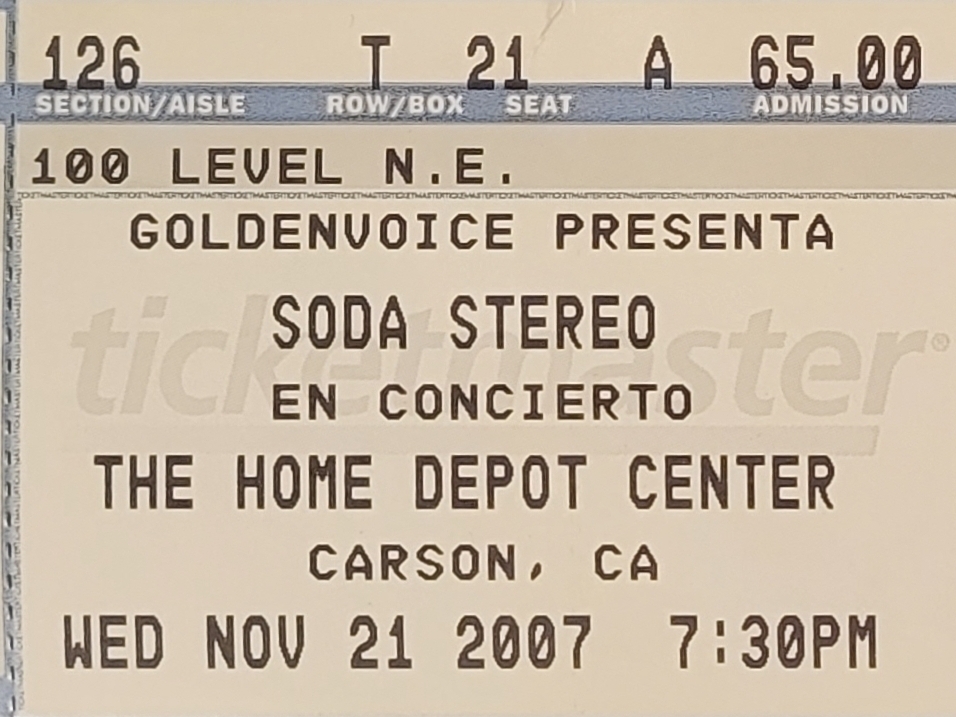 126 T 21 A 65.00
SECTION/AISLE ROW/BOX SEAT ADMISSION
100 LEVEL N.E.
GOLDENVOICE PRESENTA
ticketmaster®
SODA STEREO
EN CONCIERTO
THE HOME DEPOT CENTER
CARSON, CA
WED NOV 21 2007 7:30PM